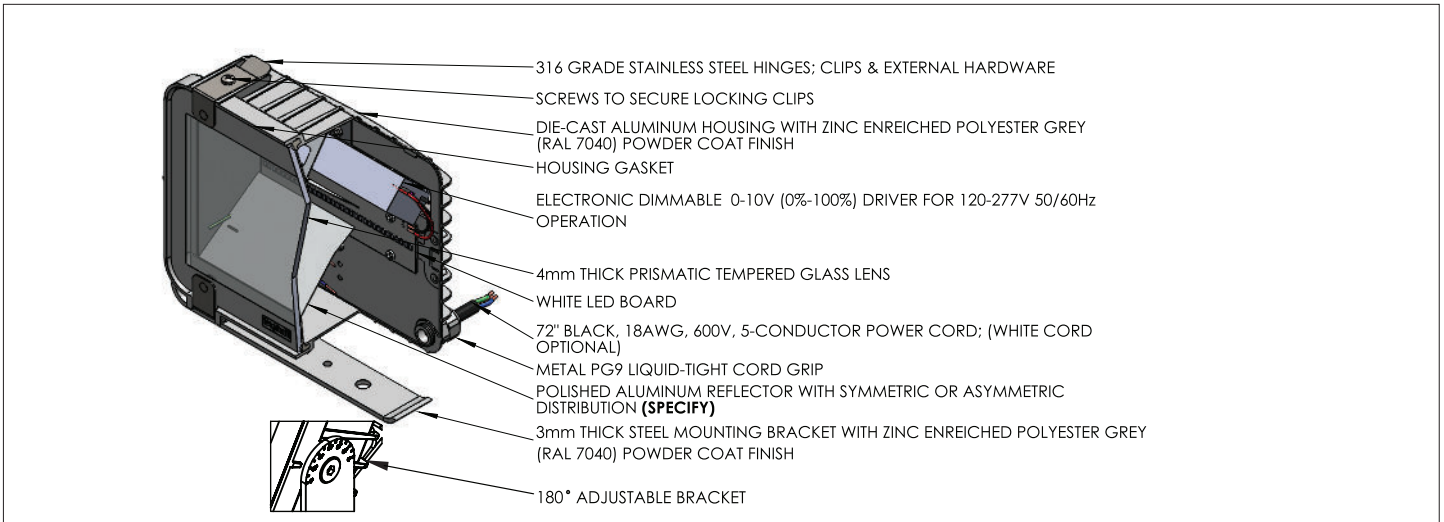 316 GRADE STAINLESS STEEL HINGES; CLIPS & EXTERNAL HARDWARE
SCREWS TO SECURE LOCKING CLIPS
DIE-CAST ALUMINUM HOUSING WITH ZINC ENREICHED POLYESTER GREY
(RAL 7040) POWDER COAT FINISH
HOUSING GASKET
ELECTRONIC DIMMABLE 0-10V (0%-100%) DRIVER FOR 120-277V 50/60Hz
OPERATION
4mm THICK PRISMATIC TEMPERED GLASS LENS
WHITE LED BOARD
72" BLACK, 18AWG, 600V, 5-CONDUCTOR POWER CORD; (WHITE CORD
OPTIONAL)
METAL PG9 LIQUID-TIGHT CORD GRIP
POLISHED ALUMINUM REFLECTOR WITH SYMMETRIC OR ASYMMETRIC
DISTRIBUTION (SPECIFY)
3mm THICK STEEL MOUNTING BRACKET WITH ZINC ENREICHED POLYESTER GREY
(RAL 7040) POWDER COAT FINISH
180° ADJUSTABLE BRACKET